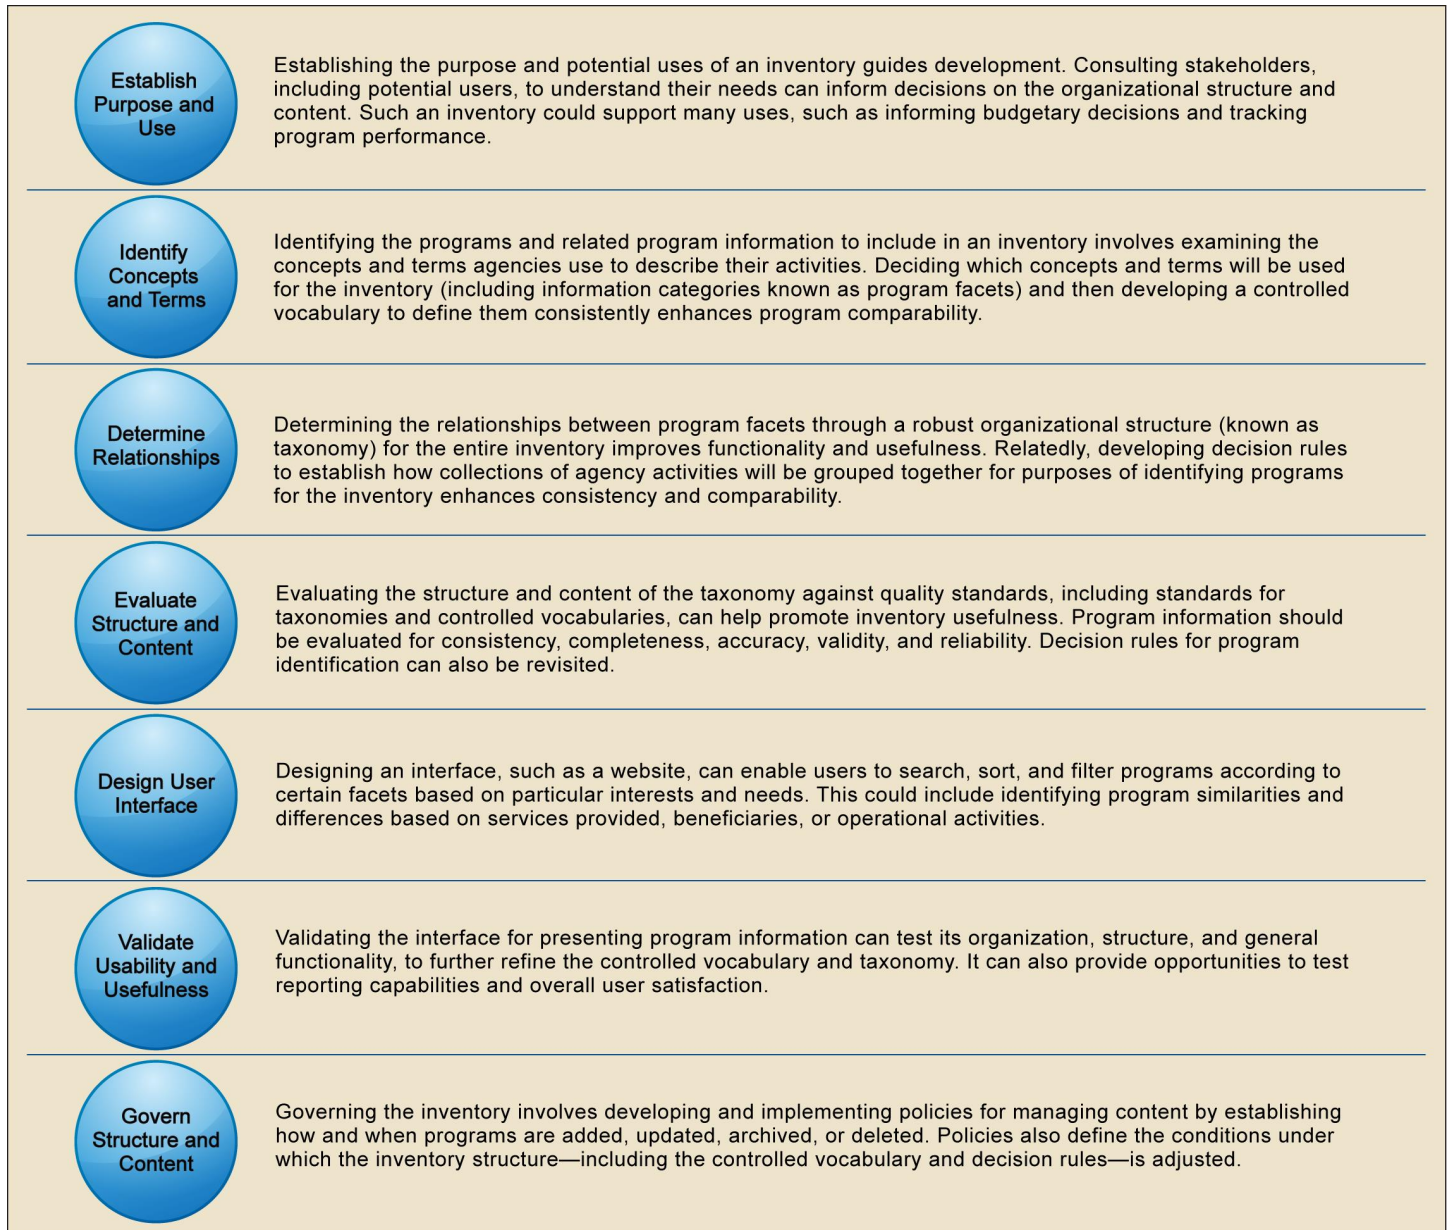 Establish
Purpose and
Use
Establishing the purpose and potential uses of an inventory guides development. Consulting stakeholders,
including potential users, to understand their needs can inform decisions on the organizational structure and
content. Such an inventory could support many uses, such as informing budgetary decisions and tracking
program performance.
Identify
Concepts
and Terms
Identifying the programs and related program information to include in an inventory involves examining the
concepts and terms agencies use to describe their activities. Deciding which concepts and terms will be used
for the inventory (including information categories known as program facets) and then developing a controlled
vocabulary to define them consistently enhances program comparability.
Determine
Relationships
Determining the relationships between program facets through a robust organizational structure (known as
taxonomy) for the entire inventory improves functionality and usefulness. Relatedly, developing decision rules
to establish how collections of agency activities will be grouped together for purposes of identifying programs
for the inventory enhances consistency and comparability.
Evaluate
Structure and
Content
Evaluating the structure and content of the taxonomy against quality standards, including standards for
taxonomies and controlled vocabularies, can help promote inventory usefulness. Program information should
be evaluated for consistency, completeness, accuracy, validity, and reliability. Decision rules for program
identification can also be revisited.
Design User
Interface
Designing an interface, such as a website, can enable users to search, sort, and filter programs according to
certain facets based on particular interests and needs. This could include identifying program similarities and
differences based on services provided, beneficiaries, or operational activities.
Validate
Usability and
Usefulness
Validating the interface for presenting program information can test its organization, structure, and general
functionality, to further refine the controlled vocabulary and taxonomy. It can also provide opportunities to test
reporting capabilities and overall user satisfaction.
Govern
Structure and
Content
Governing the inventory involves developing and implementing policies for managing content by establishing
how and when programs are added, updated, archived, or deleted. Policies also define the conditions under
which the inventory structure—including the controlled vocabulary and decision rules—is adjusted.